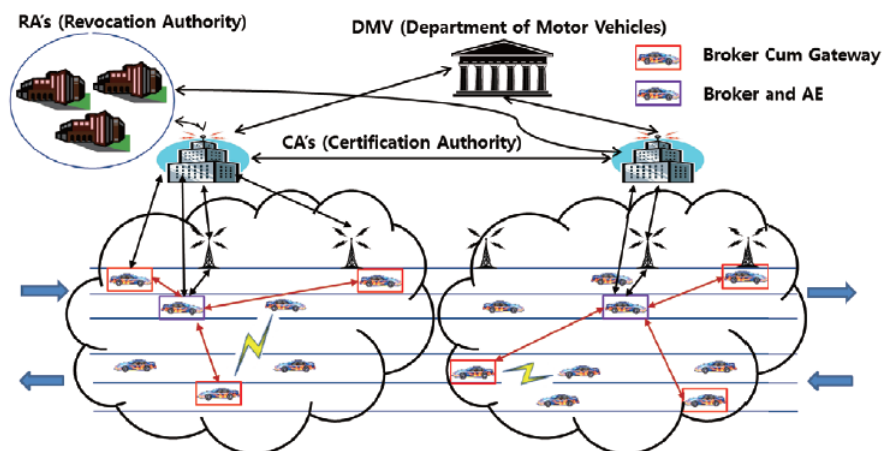 RA's (Revocation Authority)
DMV (Department of Motor Vehicles)
Broker Cum Gateway
Broker and AE
CA's (Certification Authority)